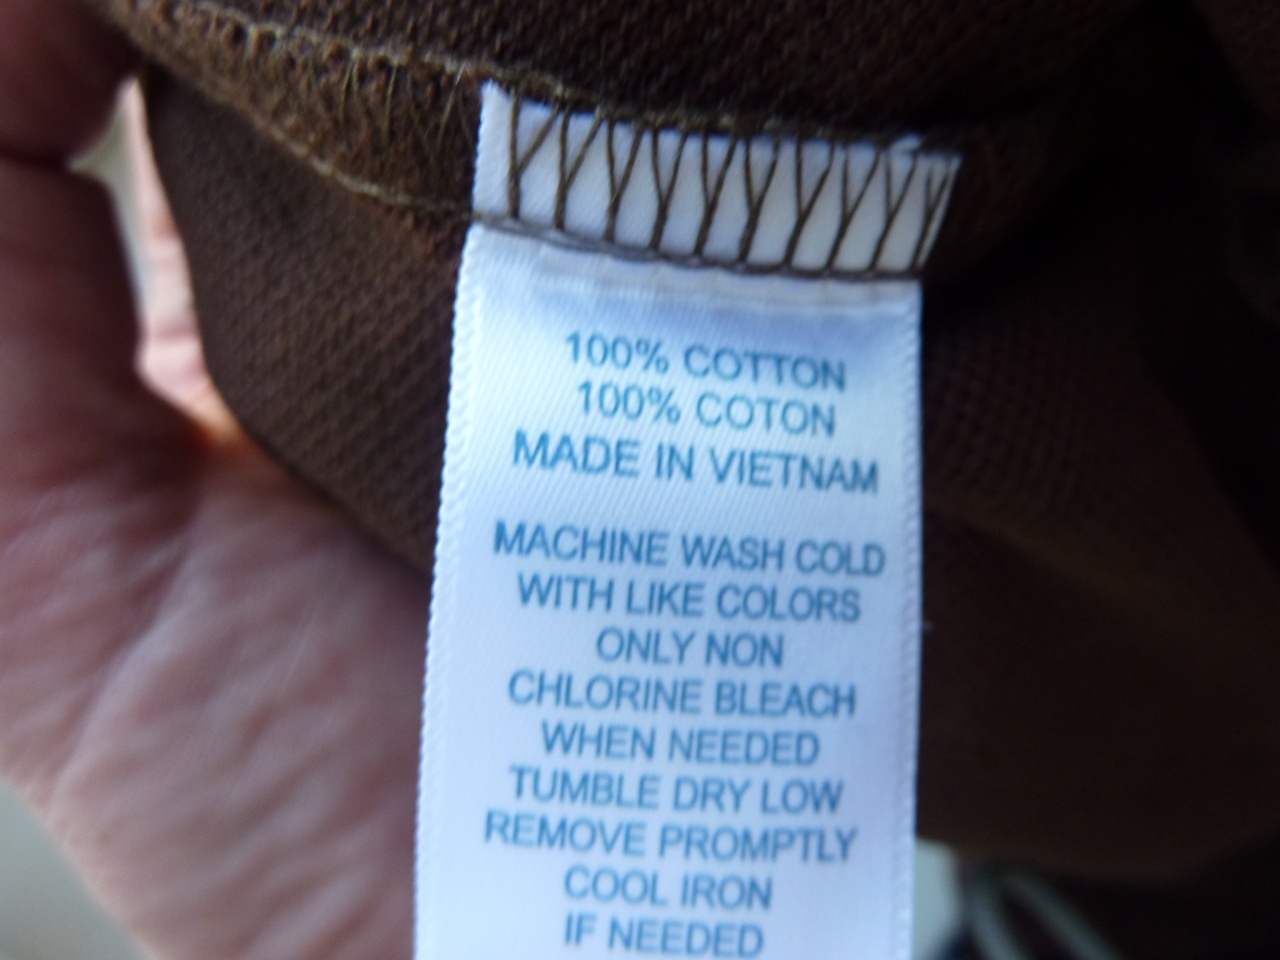 100% COTTON
100% COTON
MADE IN VIETNAM
MACHINE WASH COLD
WITH LIKE COLORS
ONLY NON
CHLORINE BLEACH
WHEN NEEDED
TUMBLE DRY LOW
REMOVE PROMPTLY
COOL IRON
IF NEEDED